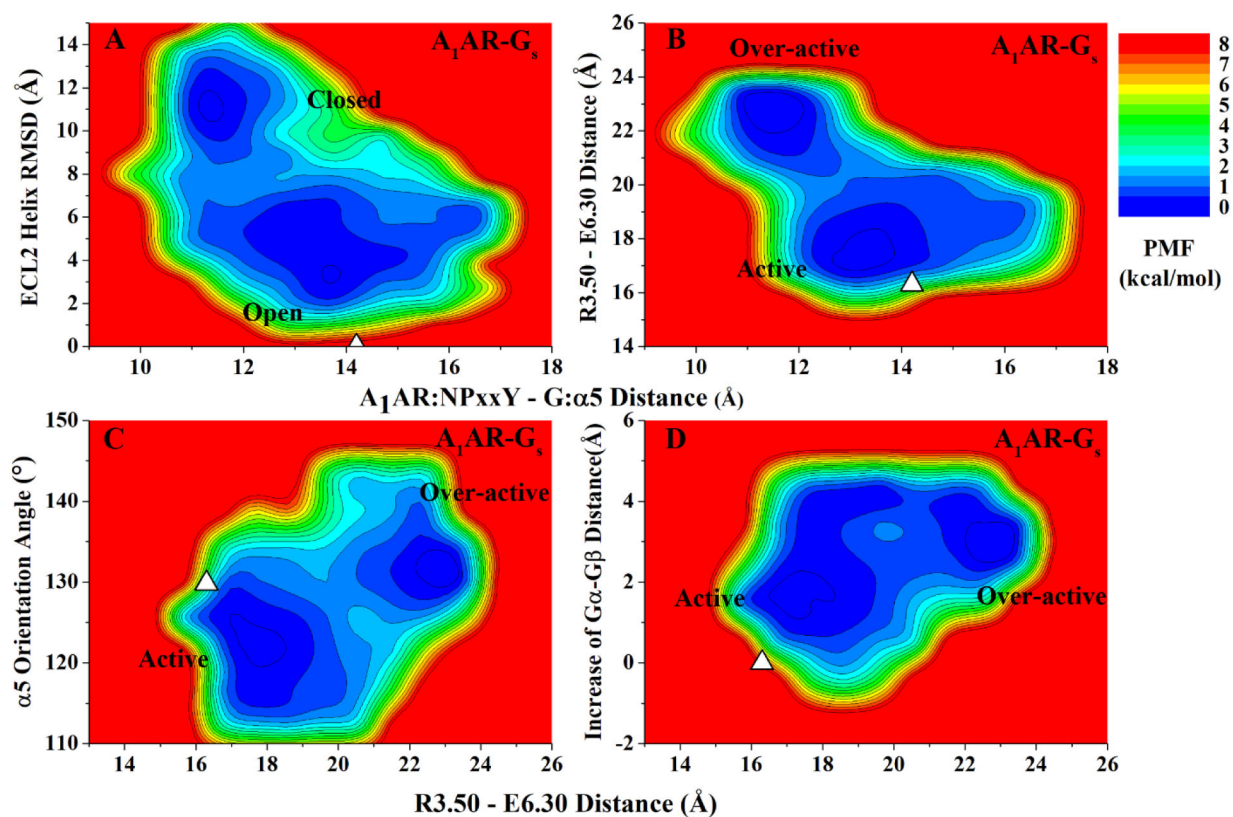 A
A₁AR-Gₛ
Closed
Open
ECL2 Helix RMSD (Å)
14
12
10
8
6
4
2
0
10 12 14 16 18
B
A₁AR-Gₛ
Over-active
Active
R3.50 - E6.30 Distance (Å)
26
24
22
20
18
16
14
10 12 14 16 18
8
7
6
5
4
3
2
1
0
PMF
(kcal/mol)
A₁AR:NPxxY - G:α5 Distance (Å)
C
A₁AR-Gₛ
Over-active
Active
α5 Orientation Angle (°)
150
140
130
120
110
14 16 18 20 22 24 26
D
A₁AR-Gₛ
Active
Over-active
Increase of Gα-Gβ Distance(Å)
6
4
2
0
-2
14 16 18 20 22 24 26
R3.50 - E6.30 Distance (Å)